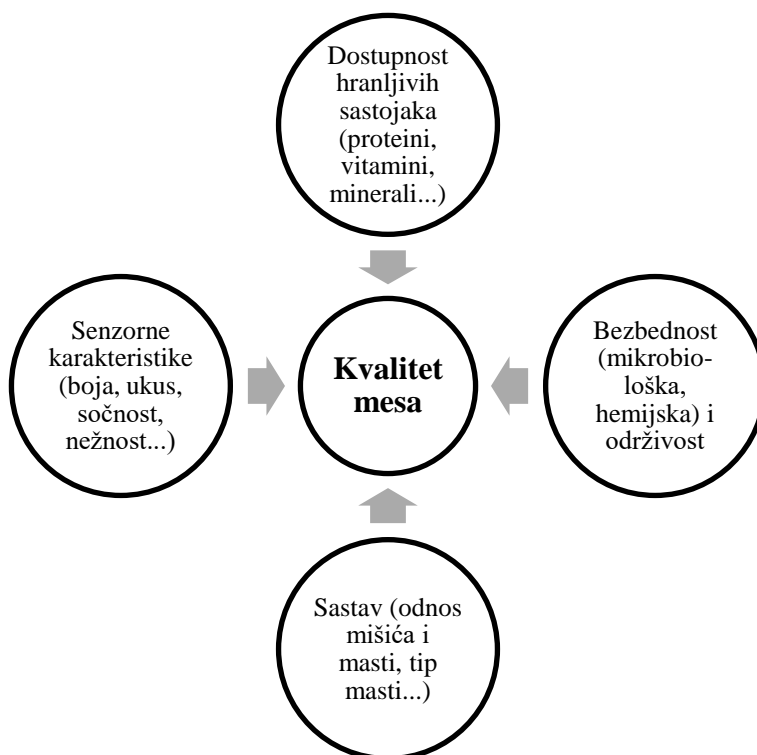 Dostupnost
hranljivih
sastojaka
(proteini,
vitamini,
minerali...)
Senzorne
karakteristike
(boja, ukus,
sočnost,
nežnost...)
Kvalitet
mesa
Bezbednost
(mikrobio-
loška,
hemijska) i
održivost
Sastav (odnos
mišića i
masti, tip
masti...)